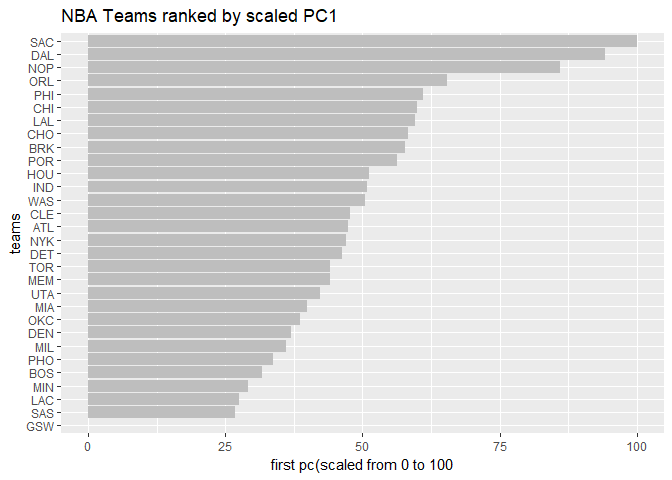 NBA Teams ranked by scaled PC1
SAC
DAL
NOP
ORL
PHI
CHI
LAL
CHO
BRK
POR
HOU
IND
WAS
CLE
ATL
NYK
DET
TOR
MEM
UTA
MIA
OKC
DEN
MIL
PHO
BOS
MIN
LAC
SAS
GSW
teams
0 25 50 75 100
first pc(scaled from 0 to 100